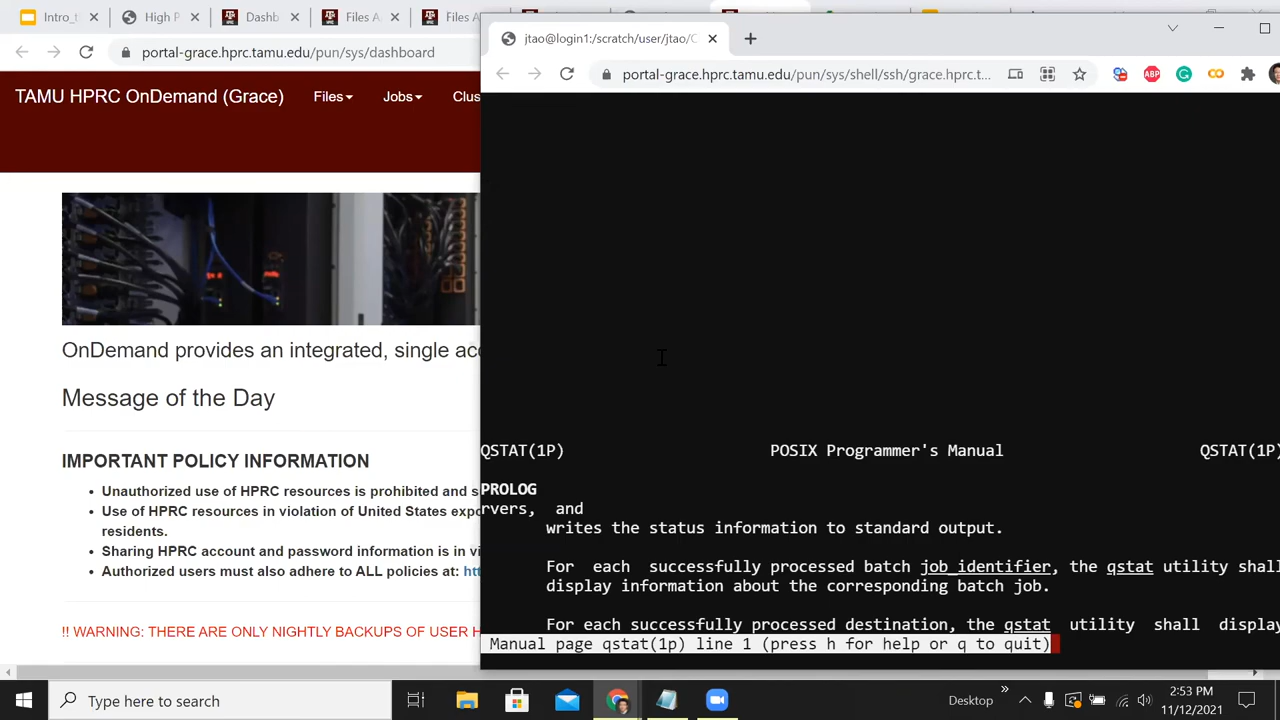 Intro_
High P
Dashb
Files A
Files A
portal-grace.hprc.tamu.edu/pun/sys/dashboard
TAMU HPRC OnDemand (Grace)
Files
Jobs
Clus
OnDemand provides an integrated, single acc
Message of the Day
IMPORTANT POLICY INFORMATION
• Unauthorized use of HPRC resources is prohibited and s
• Use of HPRC resources in violation of United States expo
residents.
• Sharing HPRC account and password information is in vi
• Authorized users must also adhere to ALL policies at: htt
!! WARNING: THERE ARE ONLY NIGHTLY BACKUPS OF USER H
jtao@login1:/scratch/user/jtao/C
portal-grace.hprc.tamu.edu/pun/sys/shell/ssh/grace.hprc.t...
ABP
QSTAT(1P) POSIX Programmer's Manual QSTAT(1P)
PROLOG
rvers, and
writes the status information to standard output.
For each successfully processed batch job_identifier, the qstat utility shall
display information about the corresponding batch job.
For each successfully processed destination, the qstat utility shall display
Manual page qstat(1p) line 1 (press h for help or q to quit)
Type here to search
Desktop
2:53 PM
11/12/2021